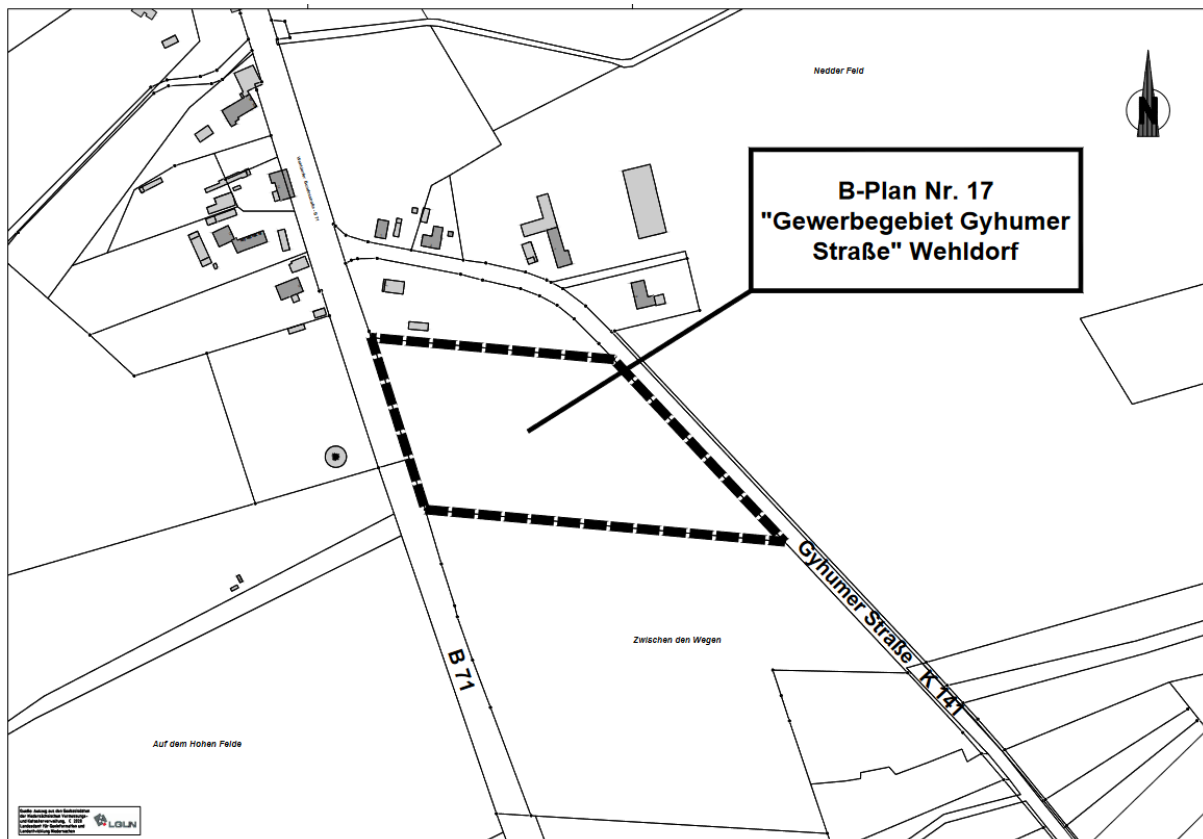 Nedder Feld
N
B-Plan Nr. 17
"Gewerbegebiet Gyhumer
Straße" Wehldorf
Gyhumer Straße K 141
Zwischen den Wegen
B 71
Auf dem Hohen Felde
LGLN